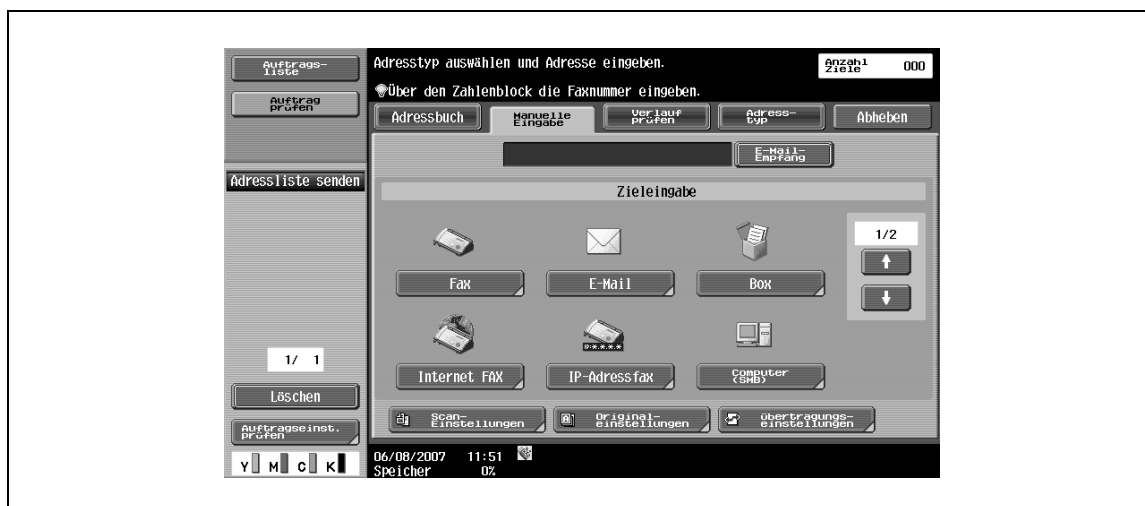 Auftrags-
liste
Auftrag
prüfen
Adressliste senden
1/ 1
Löschen
Auftragseinst.
prüfen
Y M C K
Adresstyp auswählen und Adresse eingeben.
Anzahl
Ziele 000
Über den Zahlenblock die Faxnummer eingeben.
Adressbuch
Manuelle
Eingabe
Verlauf
prüfen
Adress-
typ
Abheben
E-Mail-
Empfang
Zieleingabe
Fax
E-Mail
Box
1/2
Internet FAX
IP-Adressfax
Computer
(SMB)
Scan-
Einstellungen
Original-
einstellungen
Übertragungs-
einstellungen
06/08/2007 11:51
Speicher 0%